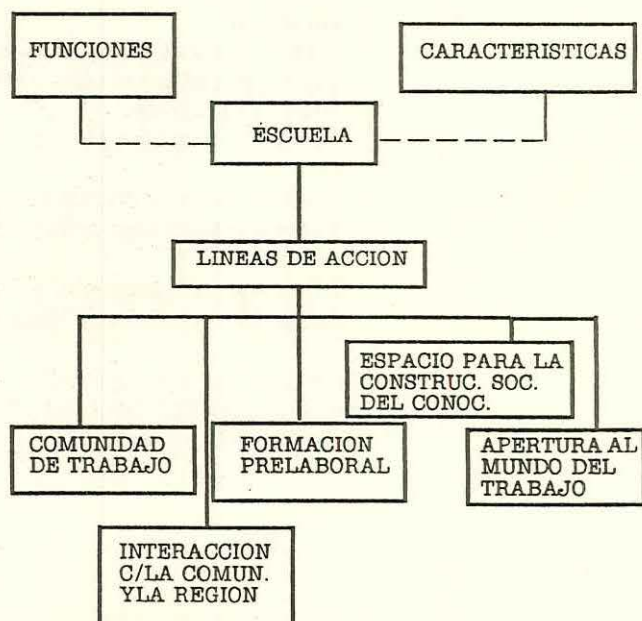 FUNCIONES
CARACTERISTICAS
ESCUELA
LINEAS DE ACCION
ESPACIO PARA LA
CONSTRUC. SOC.
DEL CONOC.
COMUNIDAD
DE TRABAJO
FORMACION
PRELABORAL
APERTURA AL
MUNDO DEL
TRABAJO
INTERACCION
C/LA COMUN.
YLA REGION